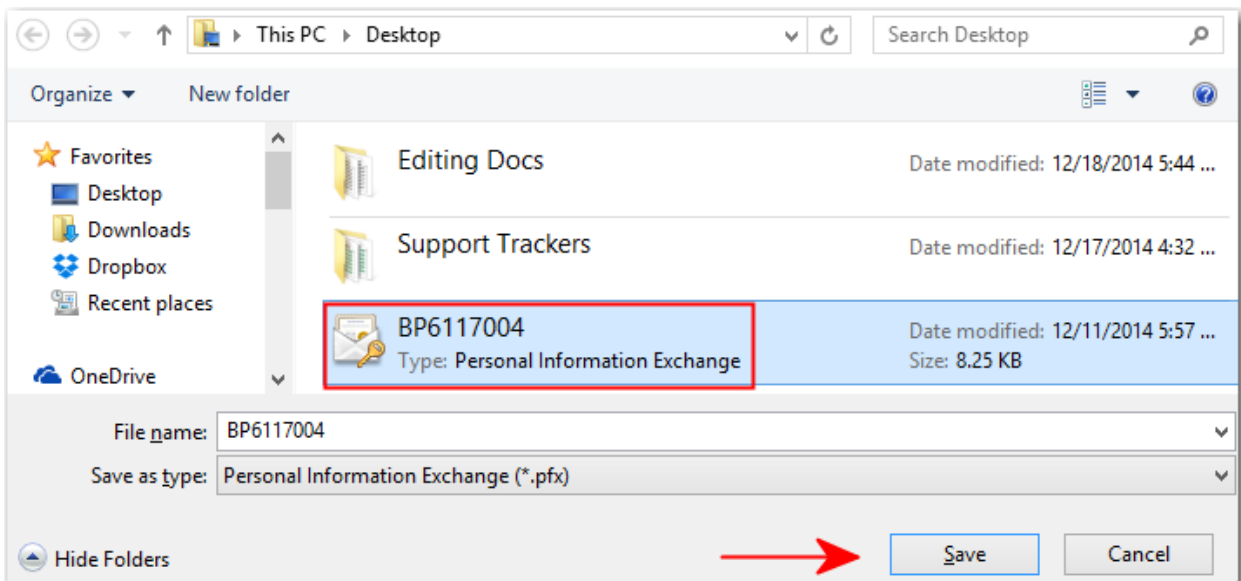 This PC Desktop Search Desktop
Organize New folder
Favorites
Desktop
Downloads
Dropbox
Recent places
OneDrive
Editing Docs Date modified: 12/18/2014 5:44 ...
Support Trackers Date modified: 12/17/2014 4:32 ...
BP6117004 Date modified: 12/11/2014 5:57 ...
Type: Personal Information Exchange Size: 8.25 KB
File name: BP6117004
Save as type: Personal Information Exchange (*.pfx)
Hide Folders Save Cancel